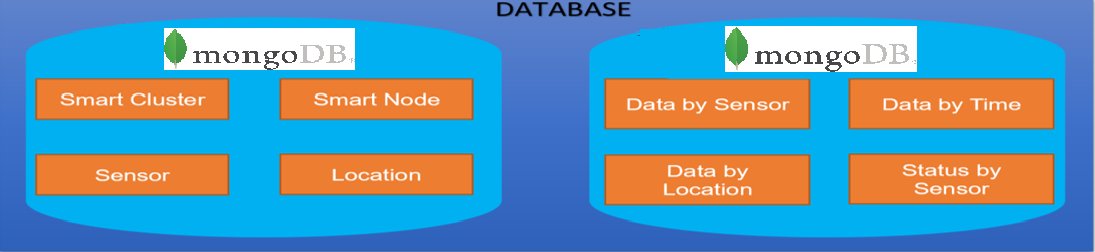 DATABASE
mongoDB
Smart Cluster
Smart Node
Sensor
Location
mongoDB
Data by Sensor
Data by Time
Data by
Location
Status by
Sensor